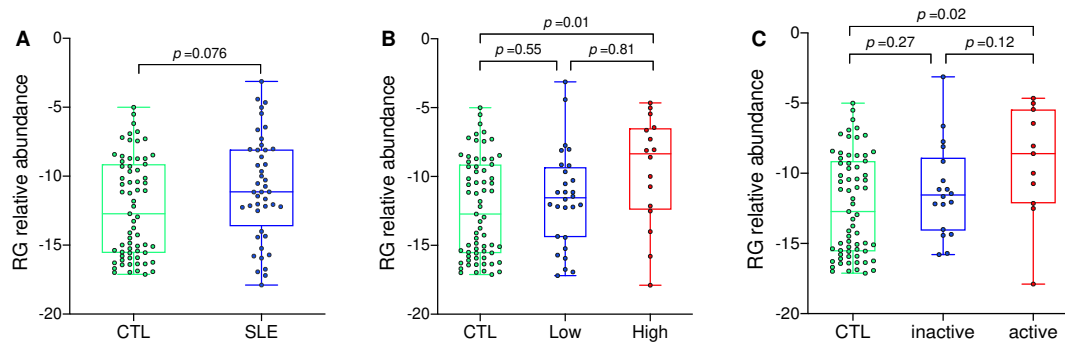 A
p =0.076
RG relative abundance
0
-5
-10
-15
-20
CTL SLE
B
p =0.01
p =0.55 p =0.81
RG relative abundance
0
-5
-10
-15
-20
CTL Low High
C
p =0.02
p =0.27 p =0.12
RG relative abundance
0
-5
-10
-15
-20
CTL inactive active